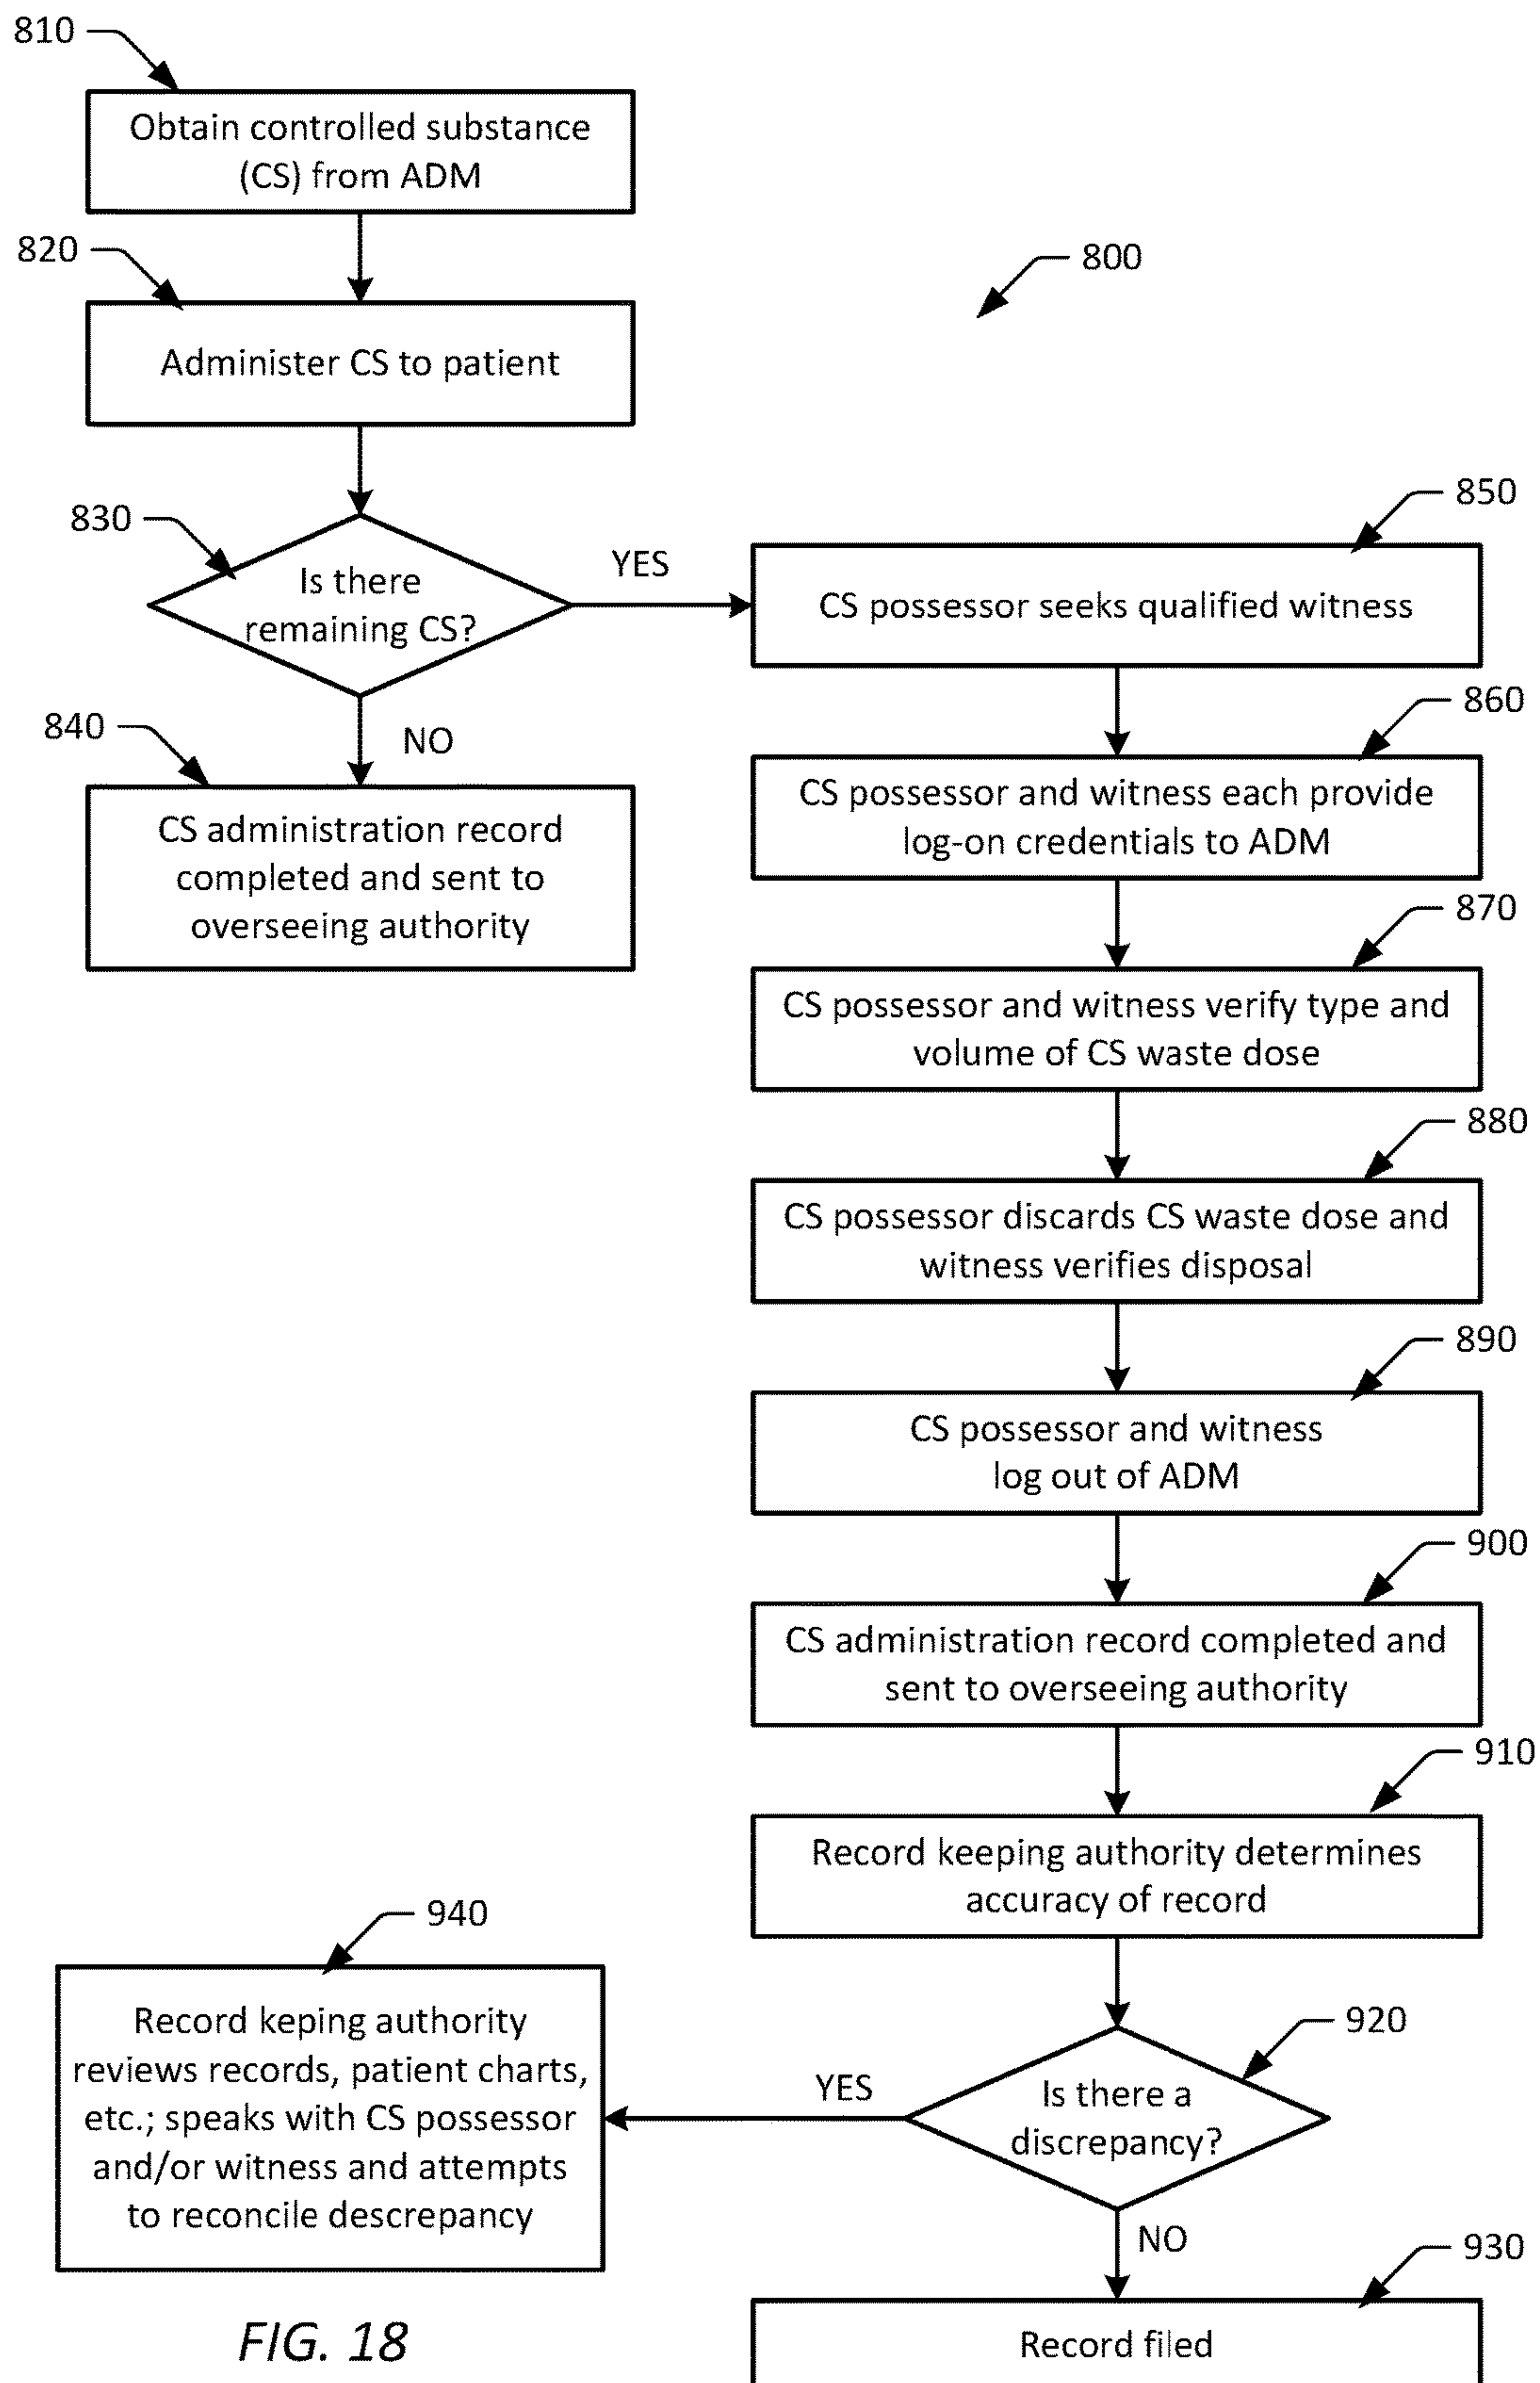 810
Obtain controlled substance
(CS) from ADM
820
800
Administer CS to patient
830
Is there
remaining CS?
YES
850
CS possessor seeks qualified witness
840
NO
CS administration record
completed and sent to
overseeing authority
860
CS possessor and witness each provide
log-on credentials to ADM
870
CS possessor and witness verify type and
volume of CS waste dose
880
CS possessor discards CS waste dose and
witness verifies disposal
890
CS possessor and witness
log out of ADM
900
CS administration record completed and
sent to overseeing authority
910
Record keeping authority determines
accuracy of record
920
Is there a
discrepancy?
YES
940
Record keping authority
reviews records, patient charts,
etc.; speaks with CS possessor
and/or witness and attempts
to reconcile descrepancy
NO
930
Record filed
FIG. 18